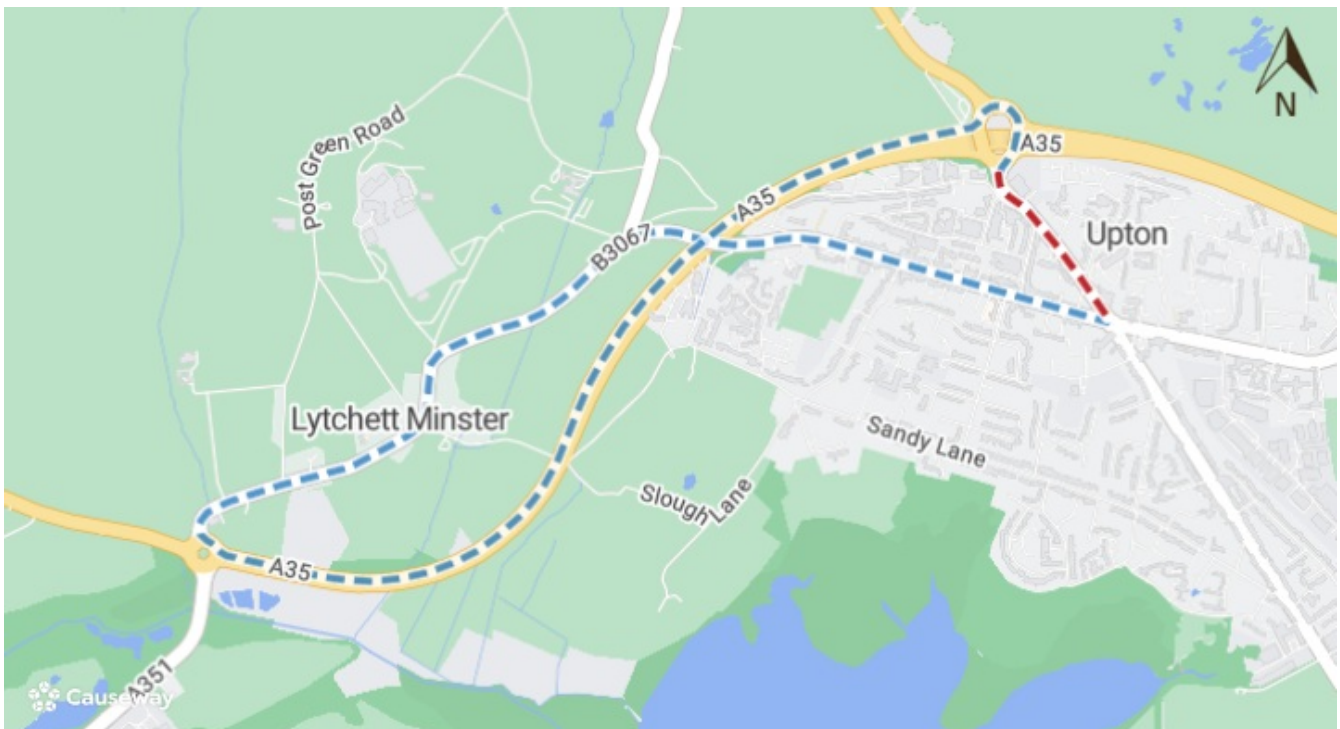 N
Post Green Road
A35
A35
B3067
Upton
Lytchett Minster
Sandy Lane
Slough Lane
A35
A351
Causeway